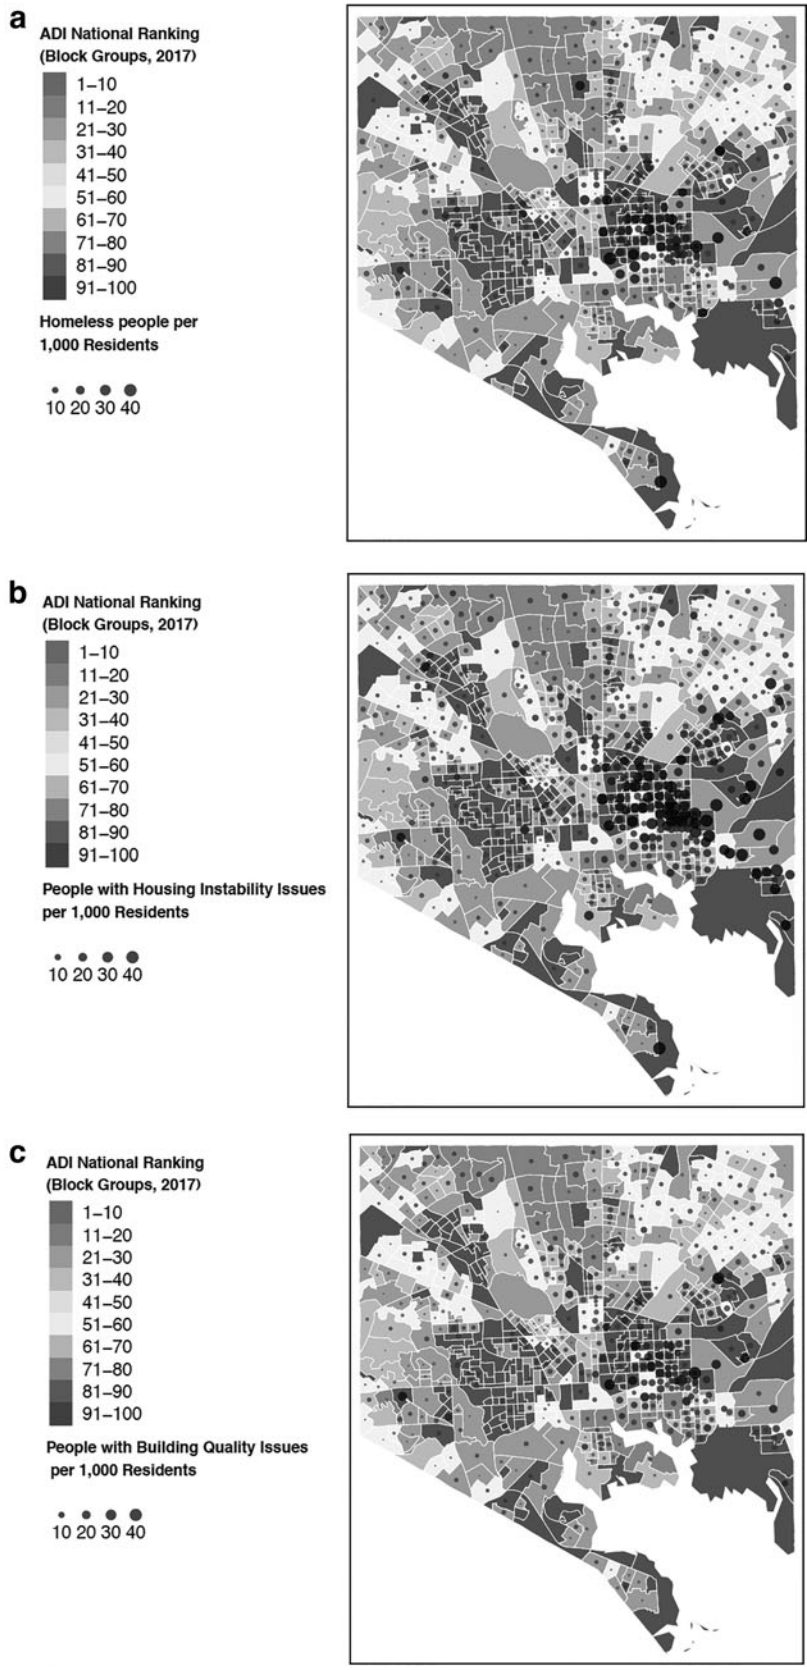 a
ADI National Ranking
(Block Groups, 2017)
1–10
11–20
21–30
31–40
41–50
51–60
61–70
71–80
81–90
91–100
Homeless people per
1,000 Residents
10 20 30 40
b
ADI National Ranking
(Block Groups, 2017)
1–10
11–20
21–30
31–40
41–50
51–60
61–70
71–80
81–90
91–100
People with Housing Instability Issues
per 1,000 Residents
10 20 30 40
c
ADI National Ranking
(Block Groups, 2017)
1–10
11–20
21–30
31–40
41–50
51–60
61–70
71–80
81–90
91–100
People with Building Quality Issues
per 1,000 Residents
10 20 30 40